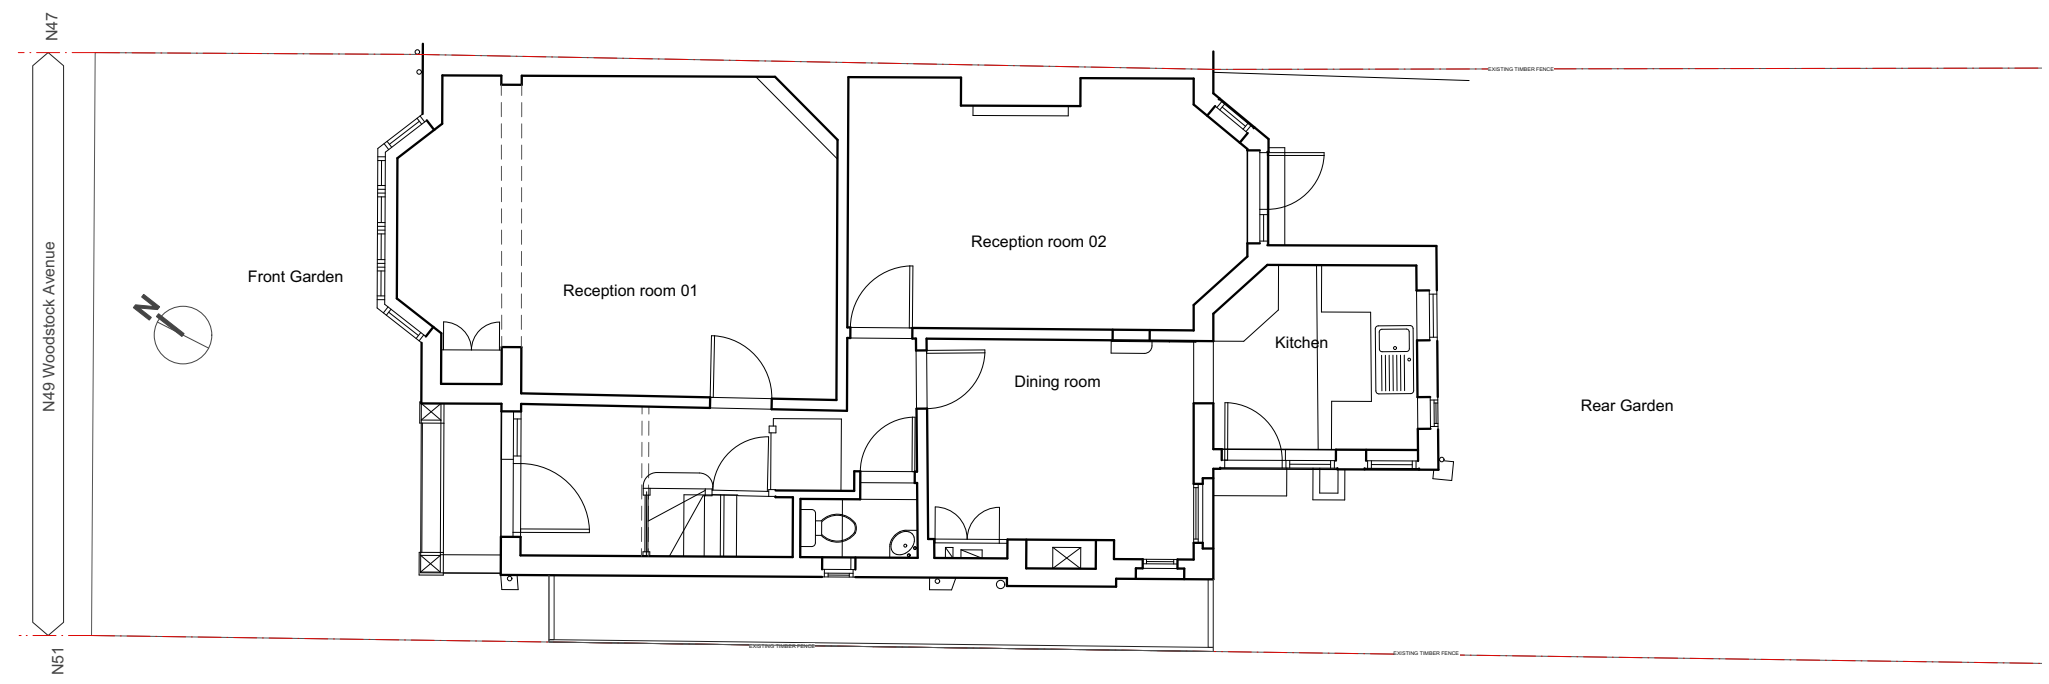 N47
EXISTING TIMBER FENCE
N49 Woodstock Avenue
Front Garden
N
Reception room 01
Reception room 02
Kitchen
Dining room
Rear Garden
N51
EXISTING TIMBER FENCE
EXISTING TIMBER FENCE